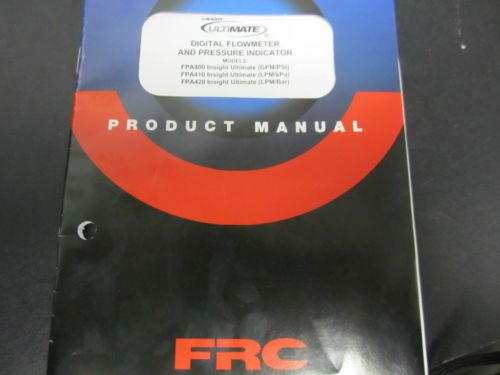 INSIGHT
ULTIMATE
DIGITAL FLOWMETER
AND PRESSURE INDICATOR
MODELS:
FPA400 Insight Ultimate (GPM/PSI)
FPA410 Insight Ultimate (LPM/kPa)
FPA420 Insight Ultimate (LPM/Bar)
PRODUCT MANUAL
FRC